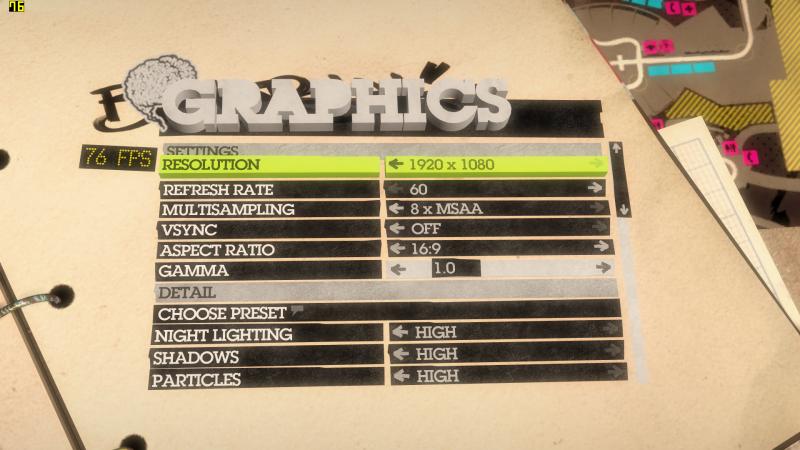 76
GRAPHICS
SETTINGS
76 FPS
RESOLUTION 1920 x 1080
REFRESH RATE 60
MULTISAMPLING 8 x MSAA
VSYNC OFF
ASPECT RATIO 16:9
GAMMA 1.0
DETAIL
CHOOSE PRESET
NIGHT LIGHTING HIGH
SHADOWS HIGH
PARTICLES HIGH